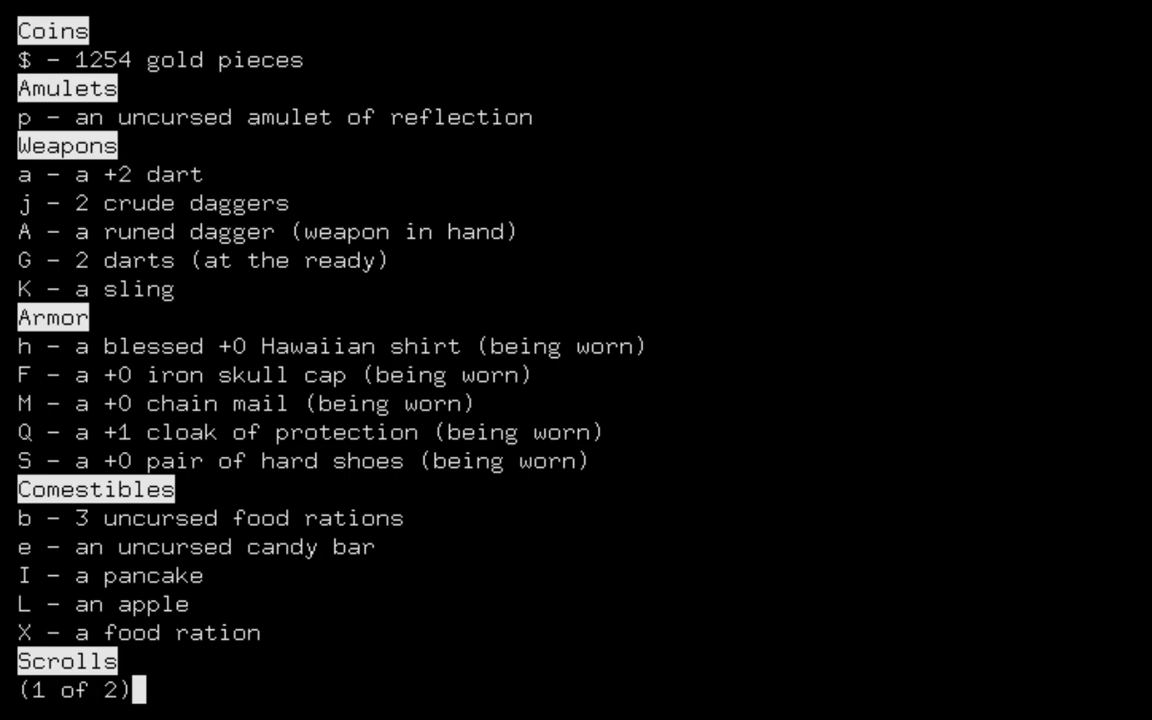 Coins
$ - 1254 gold pieces
Amulets
p - an uncursed amulet of reflection
Weapons
a - a +2 dart
j - 2 crude daggers
A - a runed dagger (weapon in hand)
G - 2 darts (at the ready)
K - a sling
Armor
h - a blessed +0 Hawaiian shirt (being worn)
F - a +0 iron skull cap (being worn)
M - a +0 chain mail (being worn)
Q - a +1 cloak of protection (being worn)
S - a +0 pair of hard shoes (being worn)
Comestibles
b - 3 uncursed food rations
e - an uncursed candy bar
I - a pancake
L - an apple
X - a food ration
Scrolls
(1 of 2)